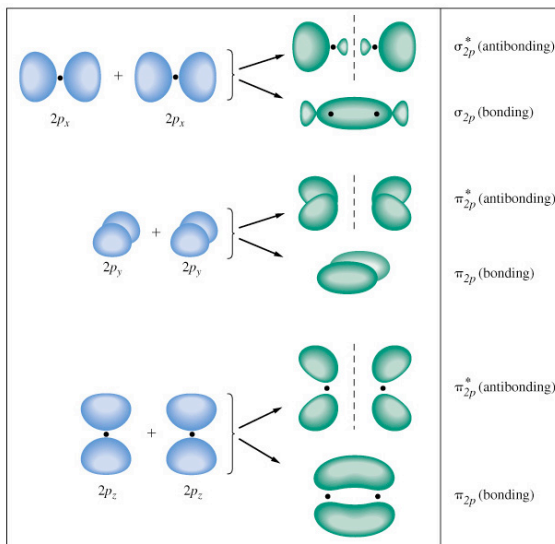 σ*2p (antibonding)
+
2px 2px
σ2p (bonding)
π*2p (antibonding)
+
2py 2py
π2p (bonding)
π*2p (antibonding)
+
2pz 2pz
π2p (bonding)